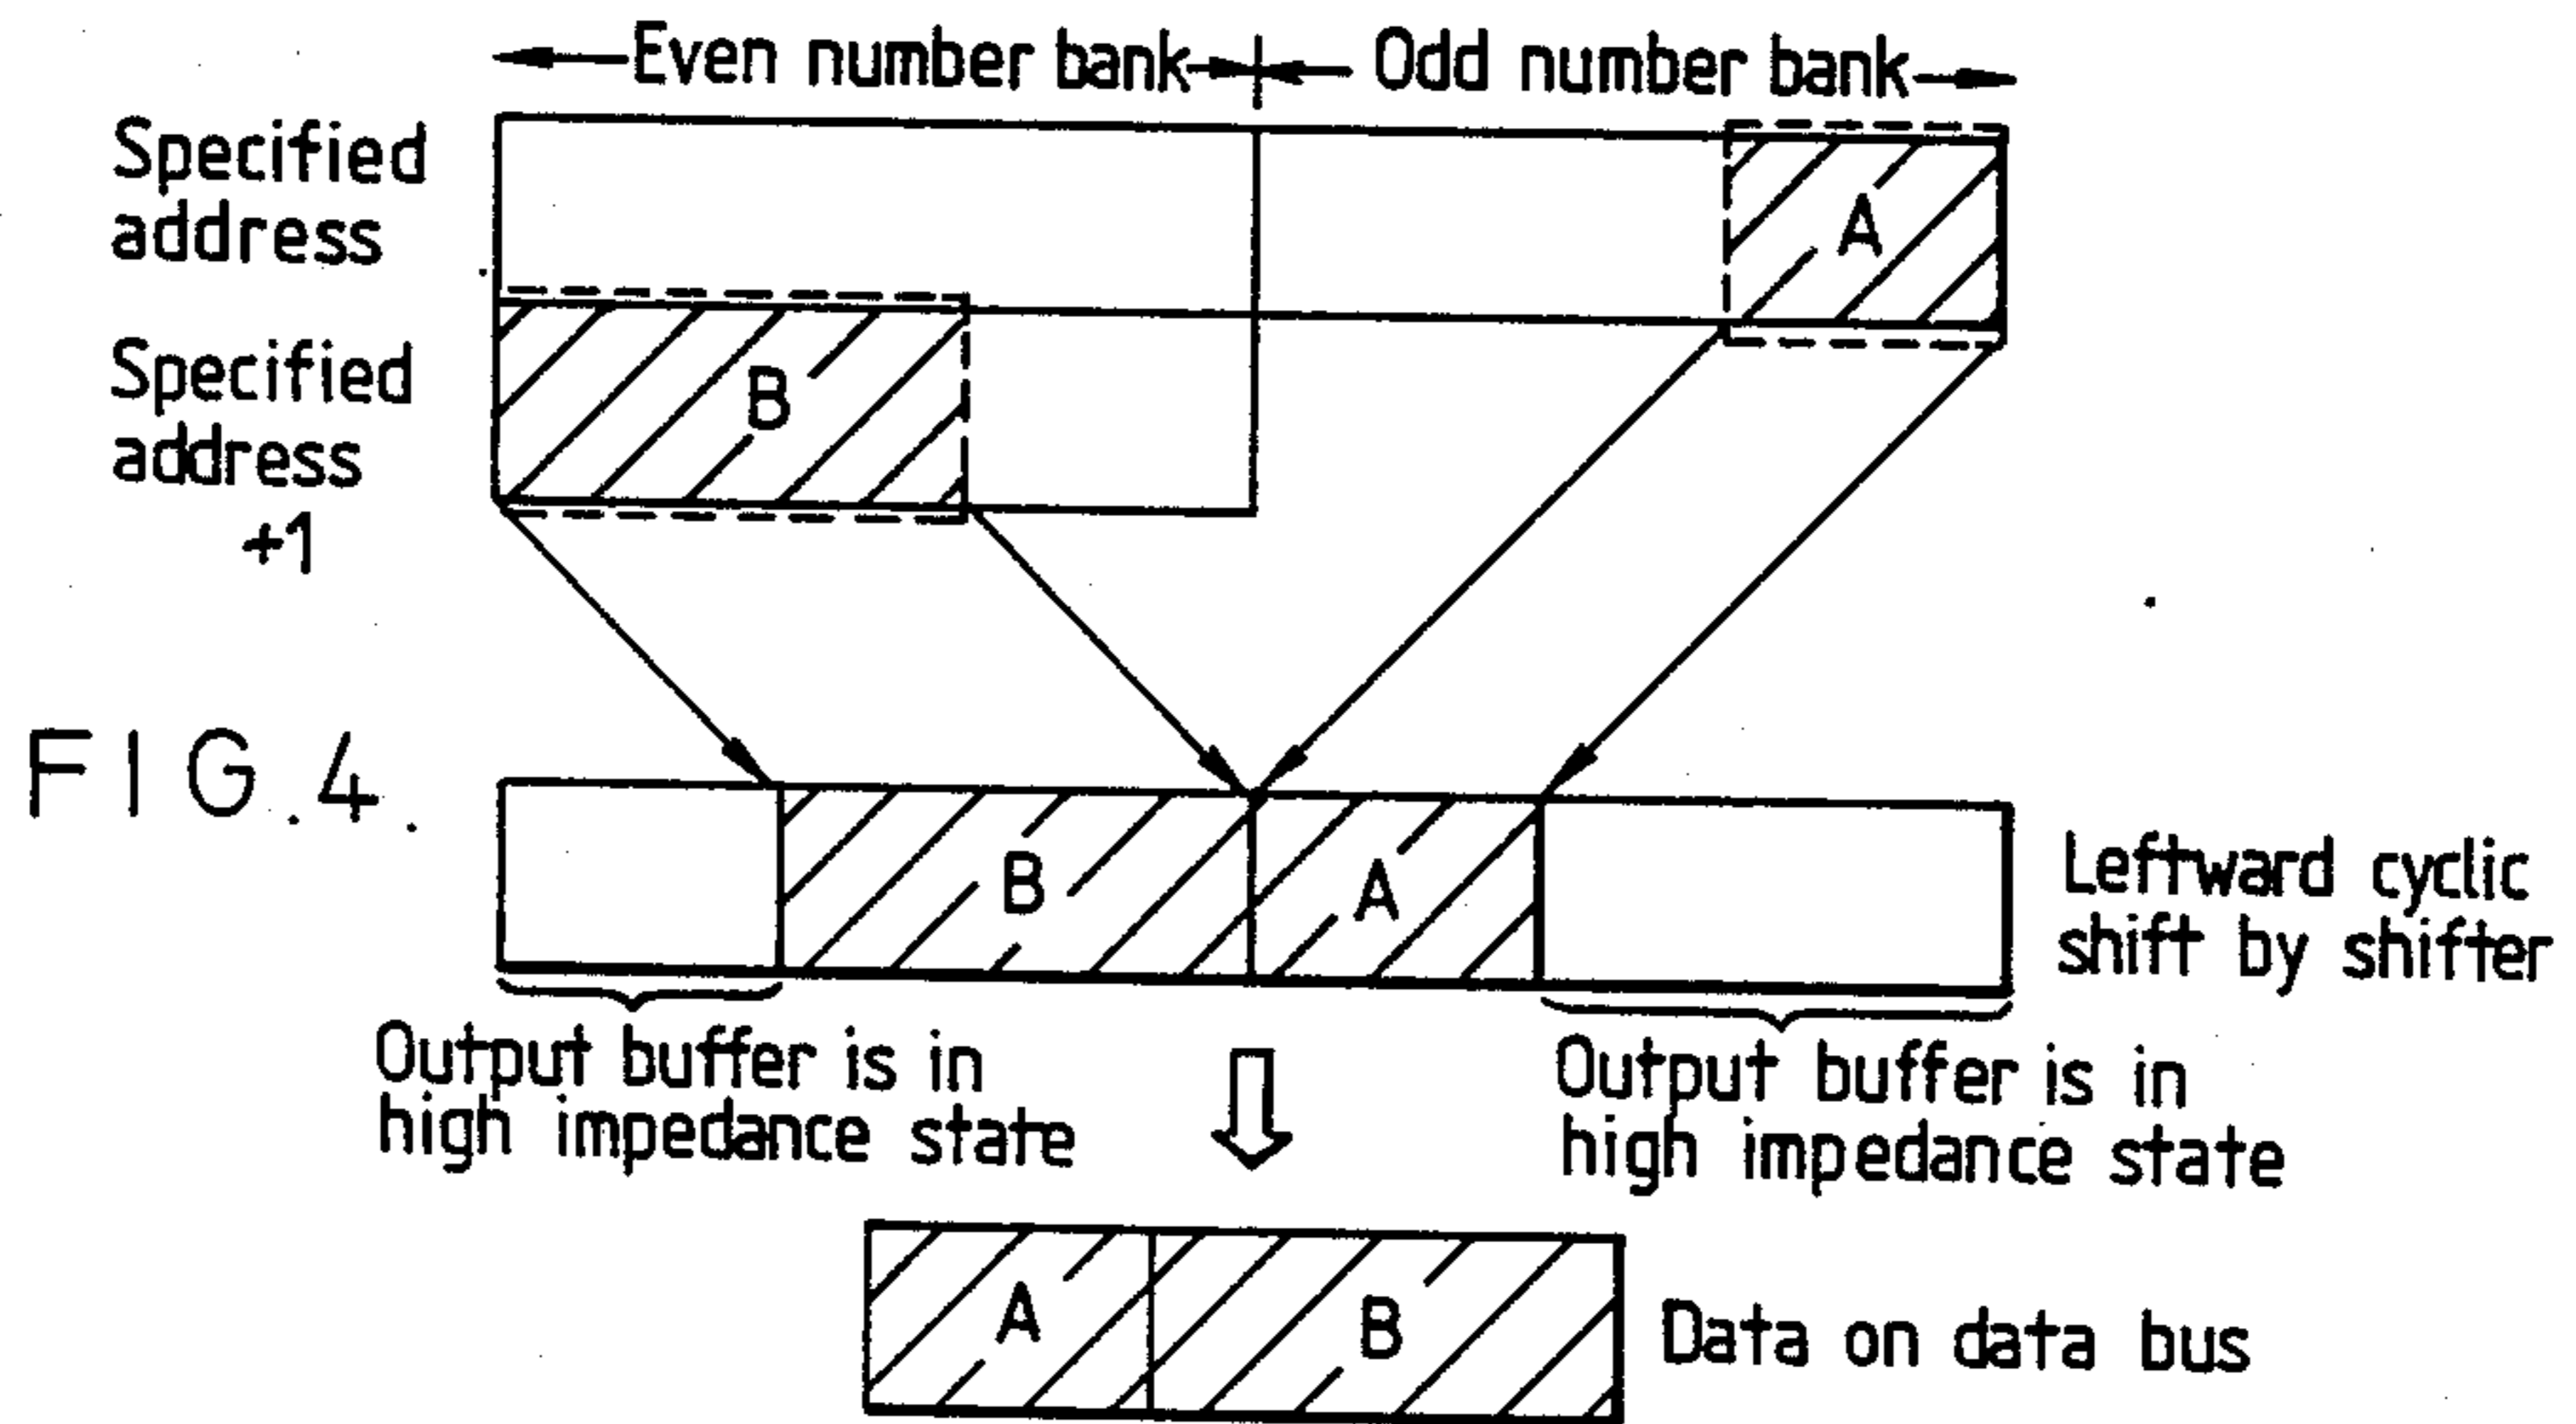 Even number bank
Odd number bank
Specified
address
A
Specified
address
+1
B
FIG.4.
B
A
Leftward cyclic
shift by shifter
Output buffer is in
high impedance state
Output buffer is in
high impedance state
A
B
Data on data bus